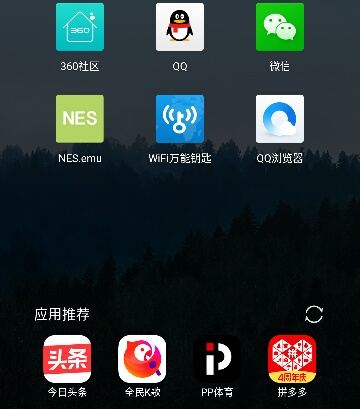 360
360社区
QQ
微信
NES
NES.emu
WiFi万能钥匙
QQ浏览器
应用推荐
头条
今日头条
全民K歌
PP体育
拼
4周年庆
拼多多